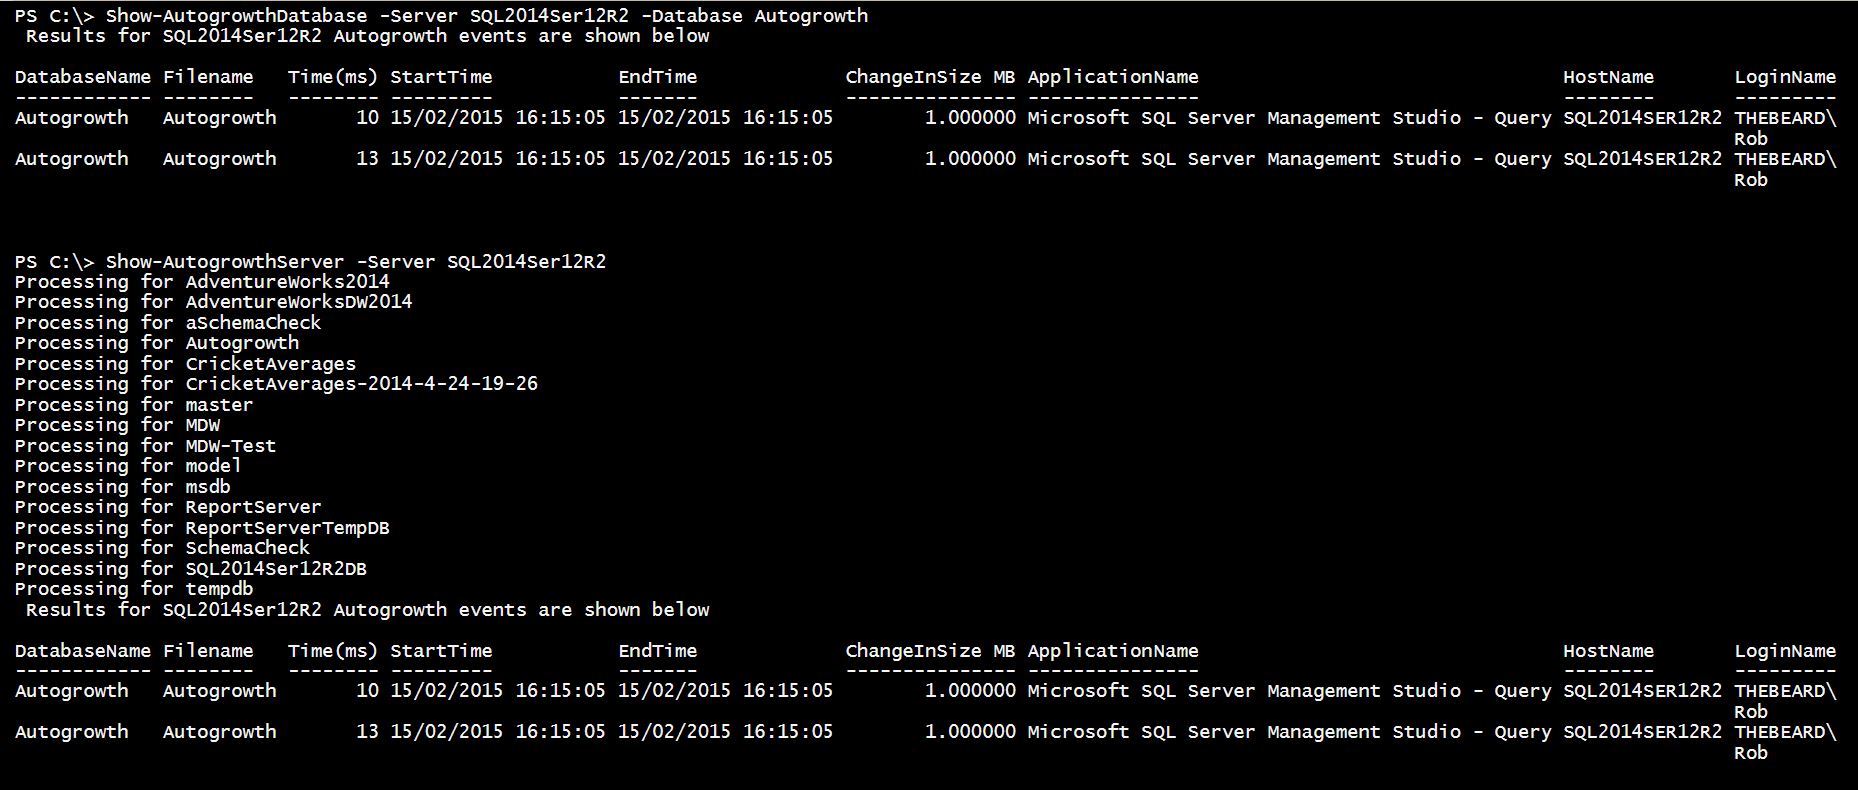 PS C:\> Show-AutogrowthDatabase -Server SQL2014Ser12R2 -Database Autogrowth
 Results for SQL2014Ser12R2 Autogrowth events are shown below
DatabaseName Filename   Time(ms) StartTime           EndTime             ChangeInSize MB ApplicationName                                HostName       LoginName
------------ --------   -------- ---------           -------             --------------- ---------------                                --------       ---------
Autogrowth   Autogrowth       10 15/02/2015 16:15:05 15/02/2015 16:15:05        1.000000 Microsoft SQL Server Management Studio - Query SQL2014SER12R2 THEBEARD\
Rob
Autogrowth   Autogrowth       13 15/02/2015 16:15:05 15/02/2015 16:15:05        1.000000 Microsoft SQL Server Management Studio - Query SQL2014SER12R2 THEBEARD\
Rob
PS C:\> Show-AutogrowthServer -Server SQL2014Ser12R2
Processing for AdventureWorks2014
Processing for AdventureWorksDW2014
Processing for aSchemaCheck
Processing for Autogrowth
Processing for CricketAverages
Processing for CricketAverages-2014-4-24-19-26
Processing for master
Processing for MDW
Processing for MDW-Test
Processing for model
Processing for msdb
Processing for ReportServer
Processing for ReportServerTempDB
Processing for SchemaCheck
Processing for SQL2014Ser12R2DB
Processing for tempdb
 Results for SQL2014Ser12R2 Autogrowth events are shown below
DatabaseName Filename   Time(ms) StartTime           EndTime             ChangeInSize MB ApplicationName                                HostName       LoginName
------------ --------   -------- ---------           -------             --------------- ---------------                                --------       ---------
Autogrowth   Autogrowth       10 15/02/2015 16:15:05 15/02/2015 16:15:05        1.000000 Microsoft SQL Server Management Studio - Query SQL2014SER12R2 THEBEARD\
Rob
Autogrowth   Autogrowth       13 15/02/2015 16:15:05 15/02/2015 16:15:05        1.000000 Microsoft SQL Server Management Studio - Query SQL2014SER12R2 THEBEARD\
Rob